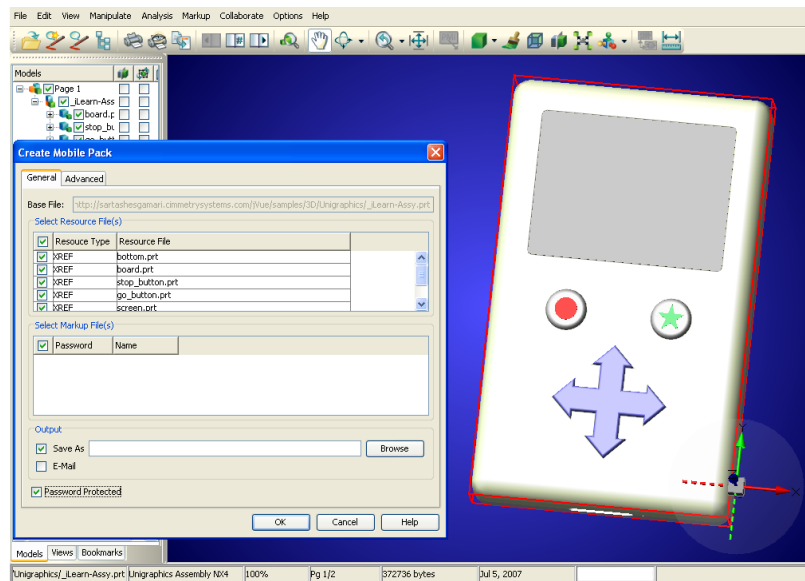 File Edit View Manipulate Analysis Markup Collaborate Options Help
Models
Page 1
_iLearn-Ass
board.p
stop_bu
go_butt
Create Mobile Pack
General Advanced
Base File: http://sartashesgamari.cimmetrysystems.com/jVue/samples/3D/Unigraphics/_iLearn-Assy.prt
Select Resource File(s)
Resouce Type Resource File
XREF bottom.prt
XREF board.prt
XREF stop_button.prt
XREF go_button.prt
XREF screen.prt
Select Markup File(s)
Password Name
Output
Save As Browse
E-Mail
Password Protected
OK Cancel Help
Y
X
Models Views Bookmarks
'Unigraphics/_iLearn-Assy.prt Unigraphics Assembly NX4 100% Pg 1/2 372736 bytes Jul 5, 2007